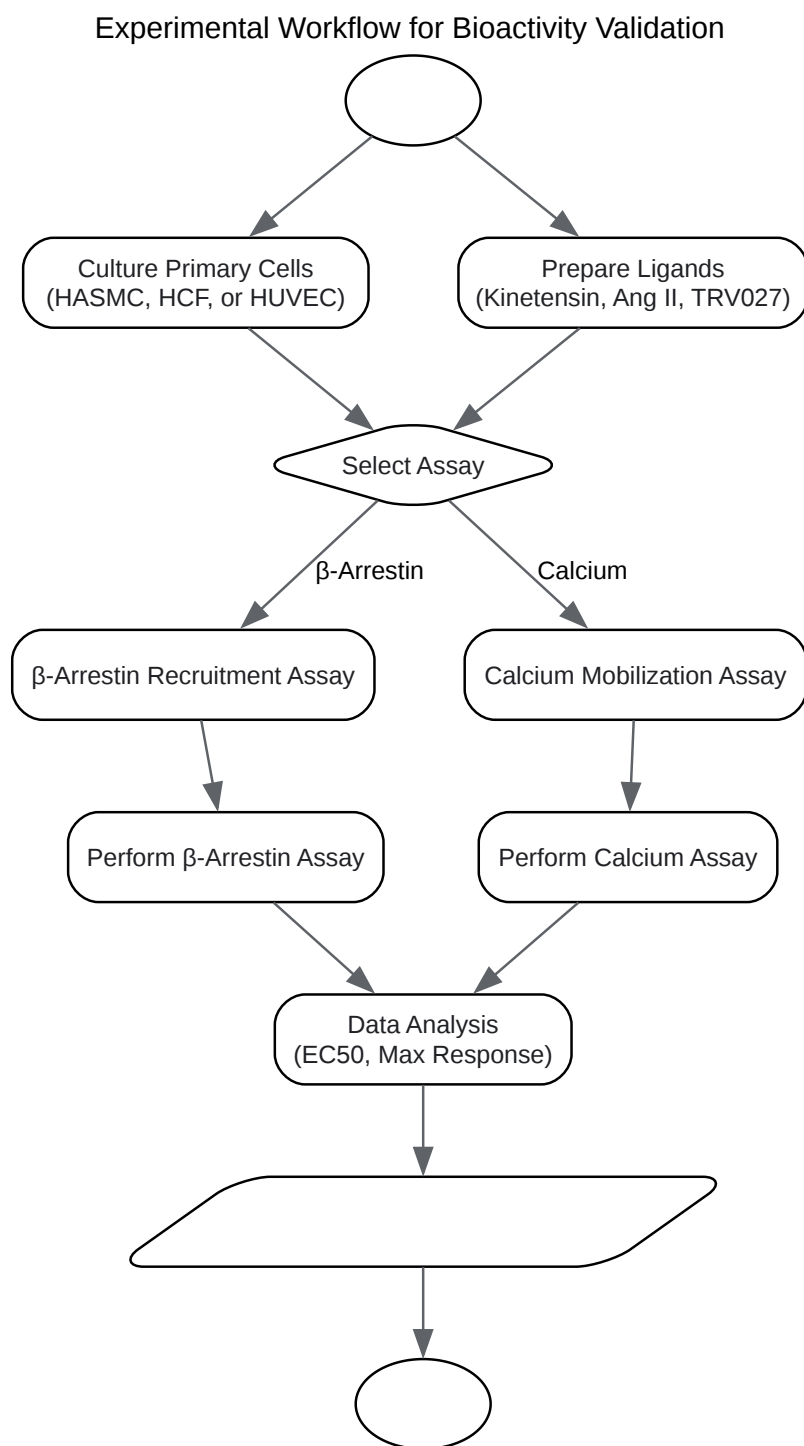 Experimental Workflow for Bioactivity Validation
Culture Primary Cells
(HASMC, HCF, or HUVEC)
Prepare Ligands
(Kinetensin, Ang II, TRV027)
Select Assay
β-Arrestin
Calcium
β-Arrestin Recruitment Assay
Calcium Mobilization Assay
Perform β-Arrestin Assay
Perform Calcium Assay
Data Analysis
(EC50, Max Response)